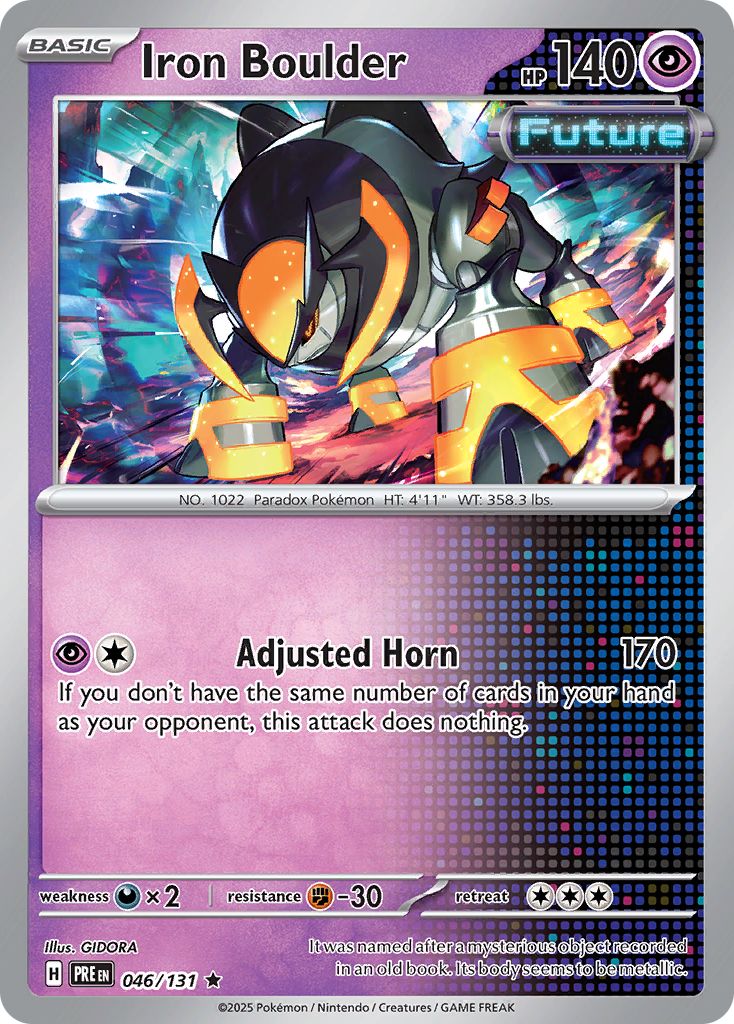 BASIC Iron Boulder HP 140
Future
NO. 1022 Paradox Pokémon HT: 4'11" WT: 358.3 lbs.
Adjusted Horn 170
If you don't have the same number of cards in your hand
as your opponent, this attack does nothing.
weakness ×2 resistance -30 retreat
Illus. GIDORA
It was named after a mysterious object recorded
in an old book. Its body seems to be metallic.
H PRE EN 046/131 ★
©2025 Pokémon / Nintendo / Creatures / GAME FREAK